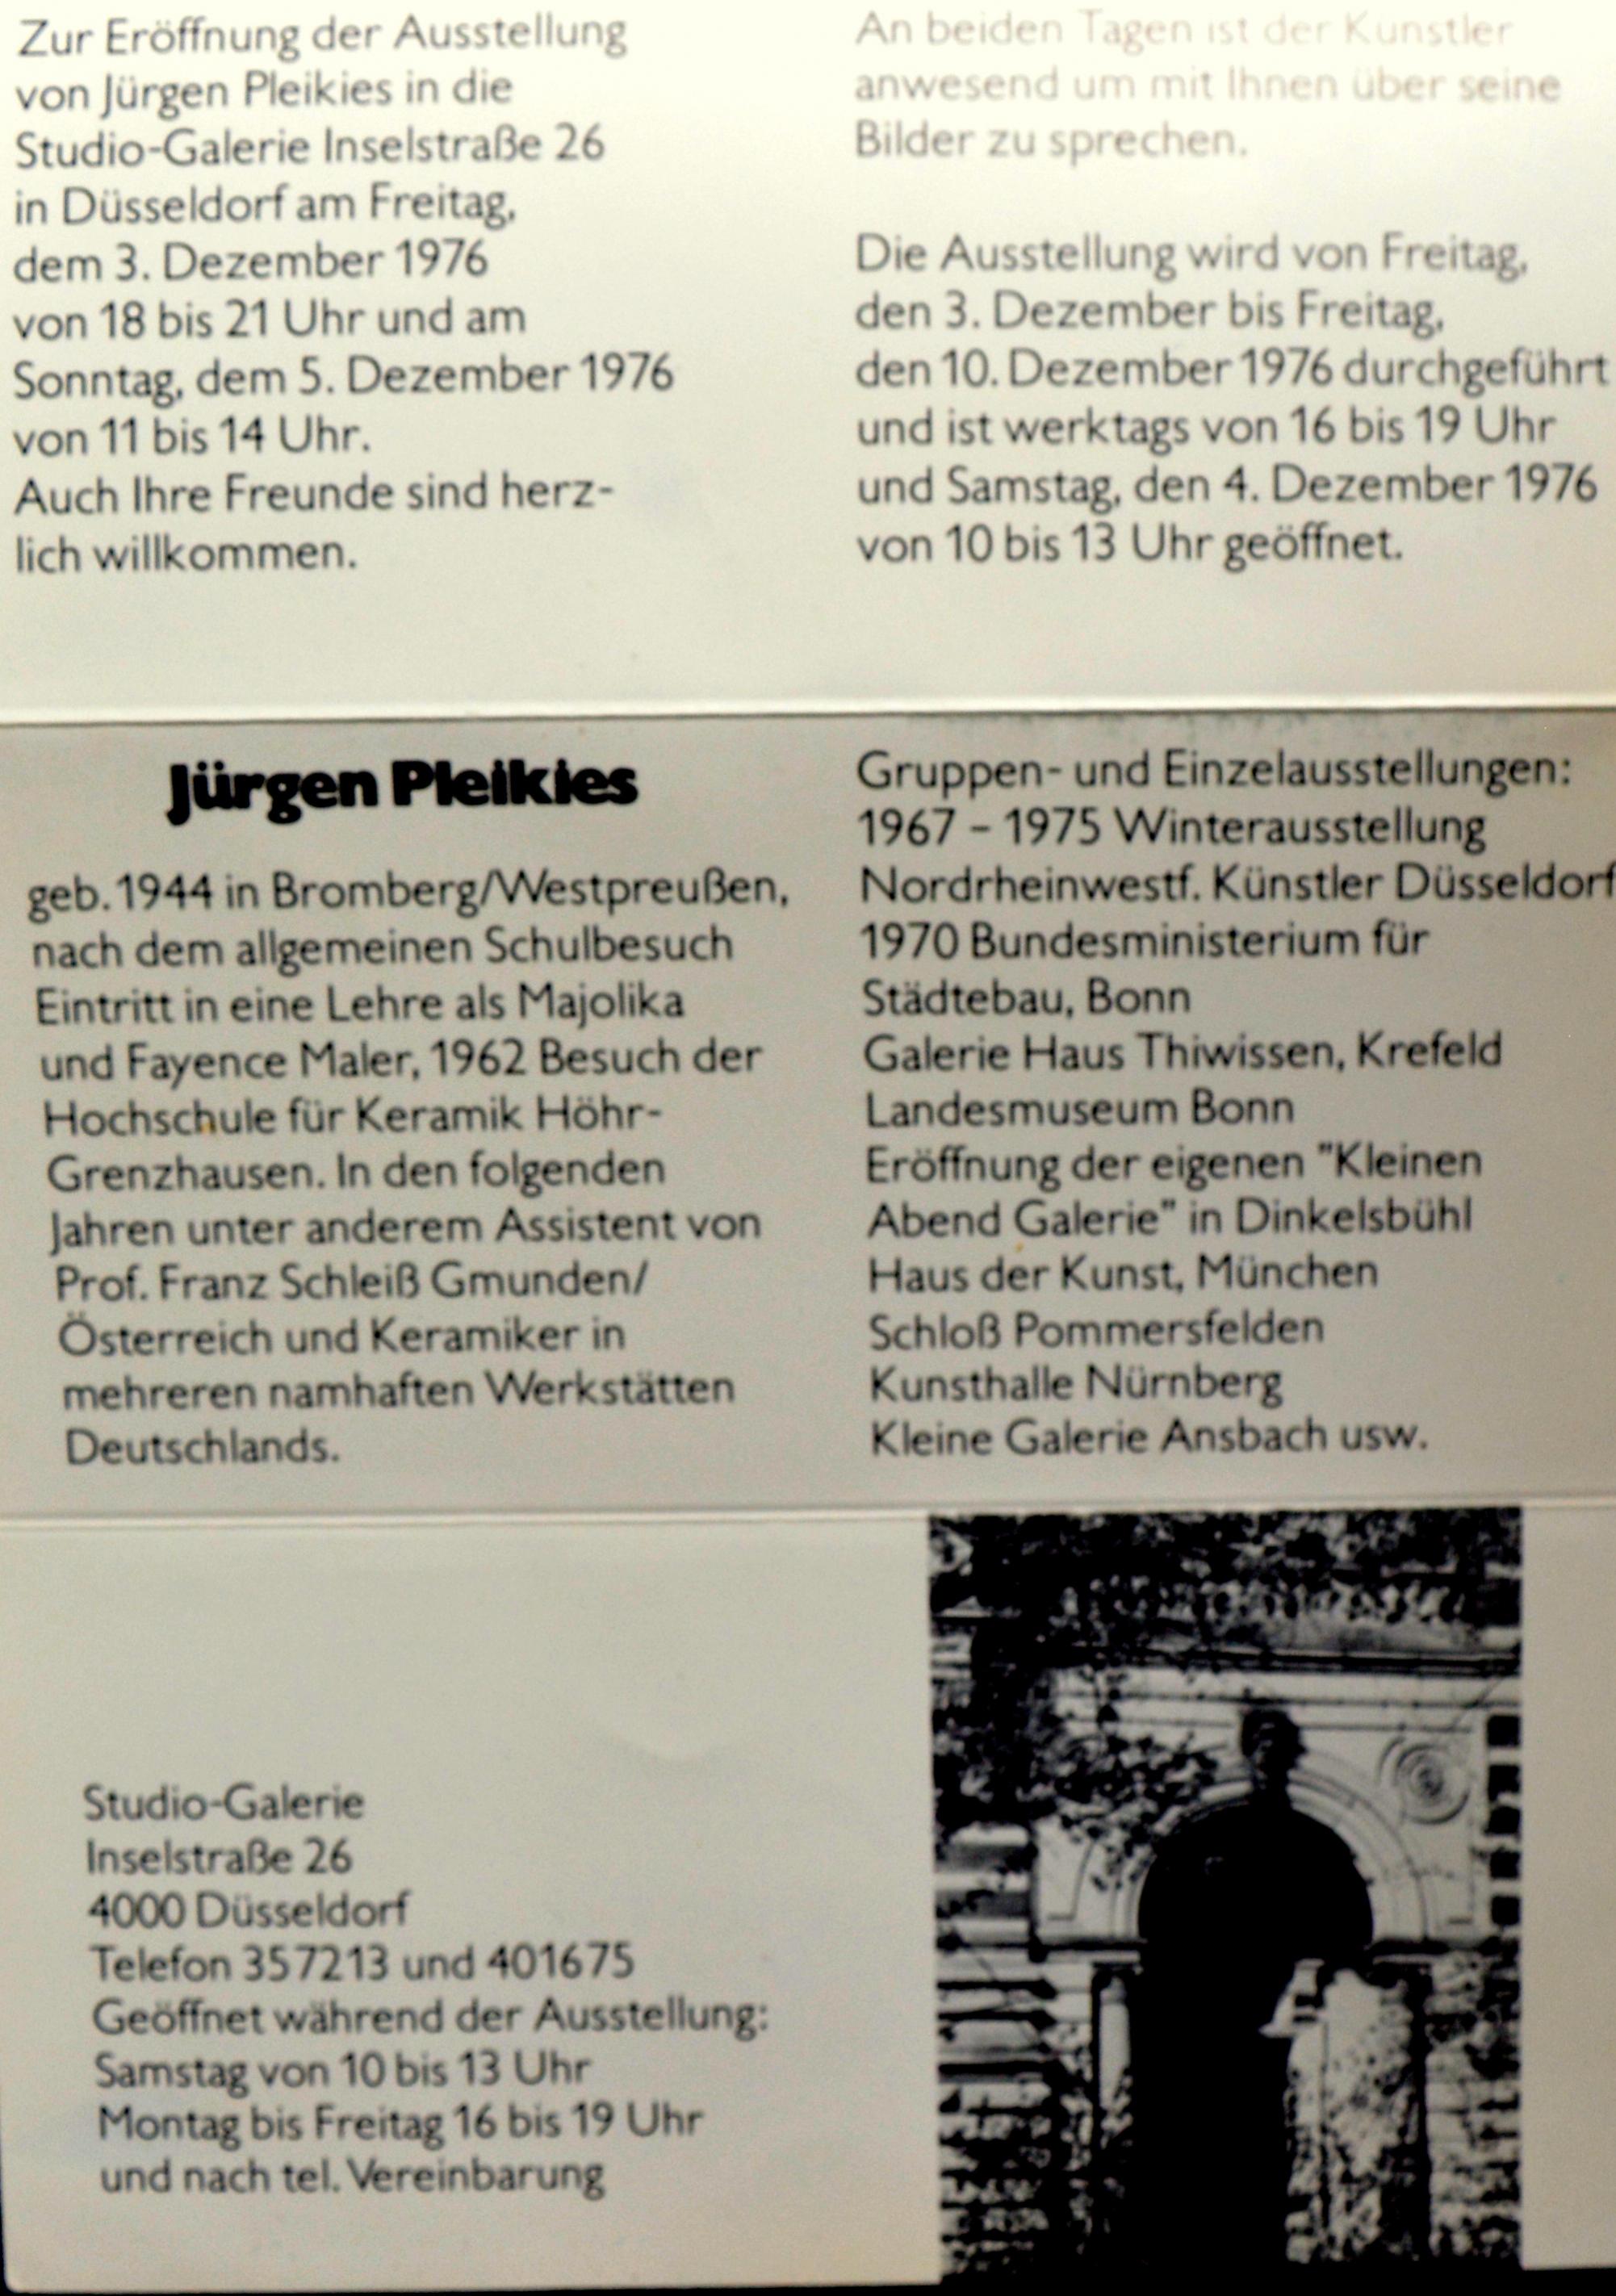 Zur Eröffnung der Ausstellung
von Jürgen Pleikies in die
Studio-Galerie Inselstraße 26
in Düsseldorf am Freitag,
dem 3. Dezember 1976
von 18 bis 21 Uhr und am
Sonntag, dem 5. Dezember 1976
von 11 bis 14 Uhr.
Auch Ihre Freunde sind herz-
lich willkommen.
An beiden Tagen ist der Künstler
anwesend um mit Ihnen über seine
Bilder zu sprechen.
Die Ausstellung wird von Freitag,
den 3. Dezember bis Freitag,
den 10. Dezember 1976 durchgeführt
und ist werktags von 16 bis 19 Uhr
und Samstag, den 4. Dezember 1976
von 10 bis 13 Uhr geöffnet.
Jürgen Pleikies
geb. 1944 in Bromberg/Westpreußen,
nach dem allgemeinen Schulbesuch
Eintritt in eine Lehre als Majolika
und Fayence Maler, 1962 Besuch der
Hochschule für Keramik Höhr-
Grenzhausen. In den folgenden
Jahren unter anderem Assistent von
Prof. Franz Schleiß Gmunden/
Österreich und Keramiker in
mehreren namhaften Werkstätten
Deutschlands.
Gruppen- und Einzelausstellungen:
1967 – 1975 Winterausstellung
Nordrheinwestf. Künstler Düsseldorf
1970 Bundesministerium für
Städtebau, Bonn
Galerie Haus Thiwissen, Krefeld
Landesmuseum Bonn
Eröffnung der eigenen "Kleinen
Abend Galerie" in Dinkelsbühl
Haus der Kunst, München
Schloß Pommersfelden
Kunsthalle Nürnberg
Kleine Galerie Ansbach usw.
Studio-Galerie
Inselstraße 26
4000 Düsseldorf
Telefon 357213 und 401675
Geöffnet während der Ausstellung:
Samstag von 10 bis 13 Uhr
Montag bis Freitag 16 bis 19 Uhr
und nach tel. Vereinbarung